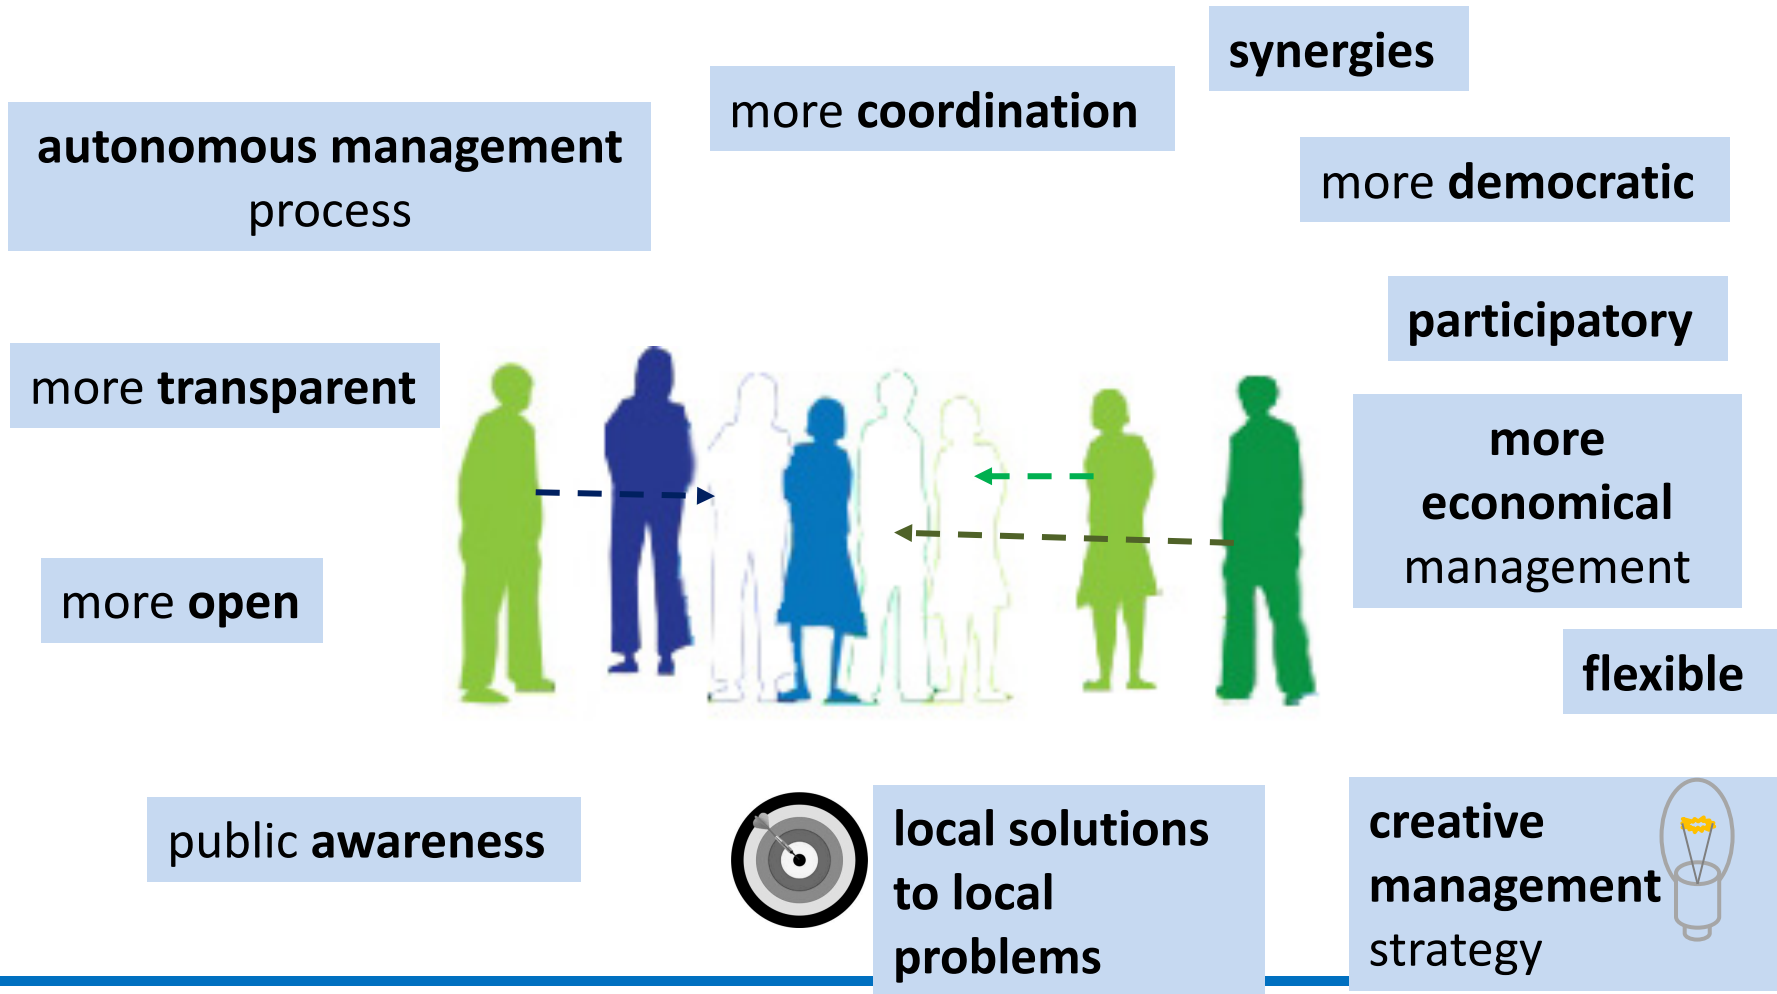 synergies
more coordination
autonomous management
process
more democratic
participatory
more transparent
more
economical
management
more open
flexible
public awareness
local solutions
to local
problems
creative
management
strategy